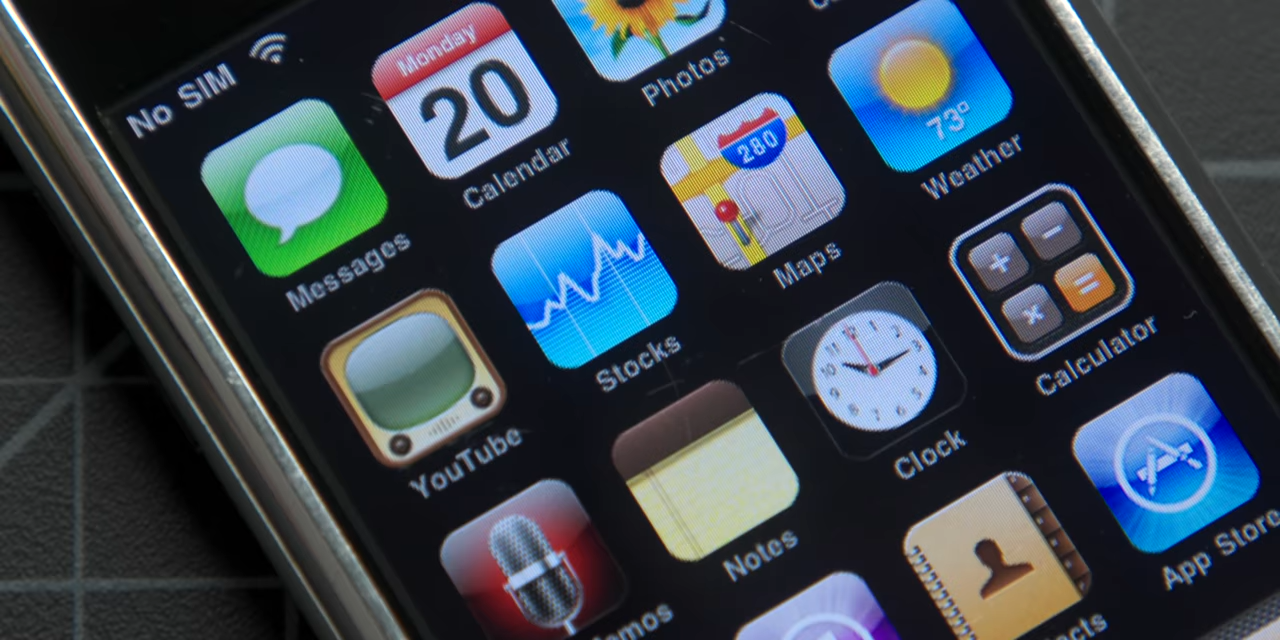 No SIM
Monday
20
Messages
Calendar
Photos
280
73°
YouTube
Stocks
Maps
Weather
Notes
Clock
Calculator
App Store